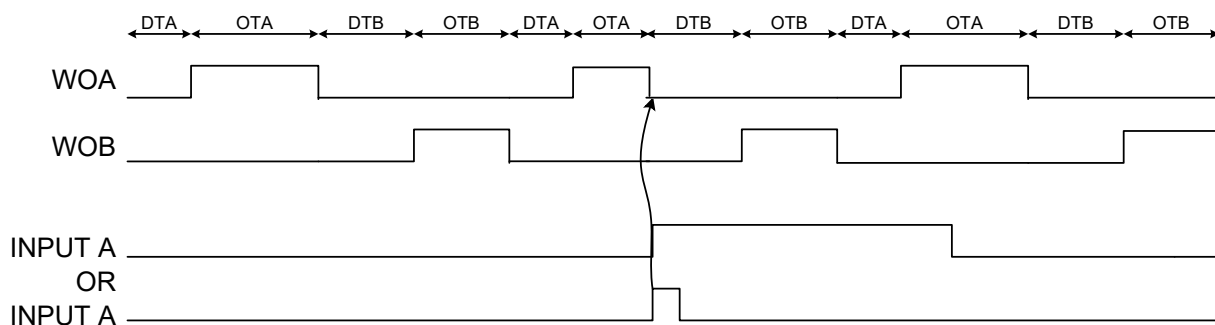 DTA OTA DTB OTB DTA OTA DTB OTB DTA OTA DTB OTB
WOA
WOB
INPUT A
OR
INPUT A